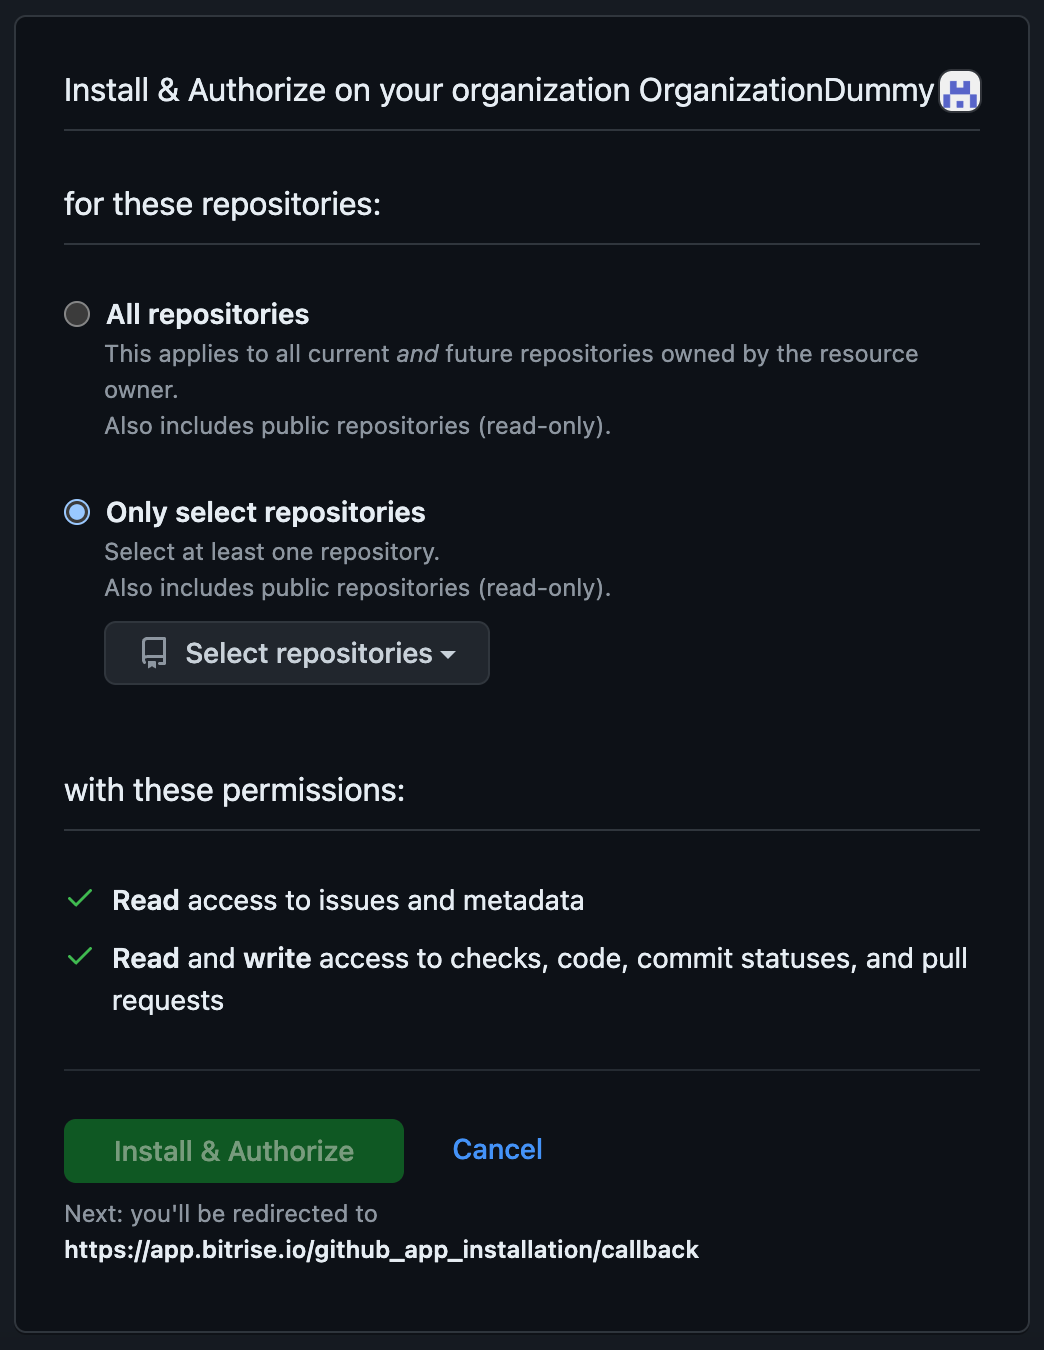 Install & Authorize on your organization OrganizationDummy
for these repositories:
All repositories
This applies to all current and future repositories owned by the resource
owner.
Also includes public repositories (read-only).
Only select repositories
Select at least one repository.
Also includes public repositories (read-only).
Select repositories
with these permissions:
Read access to issues and metadata
Read and write access to checks, code, commit statuses, and pull
requests
Install & Authorize
Cancel
Next: you'll be redirected to
https://app.bitrise.io/github_app_installation/callback